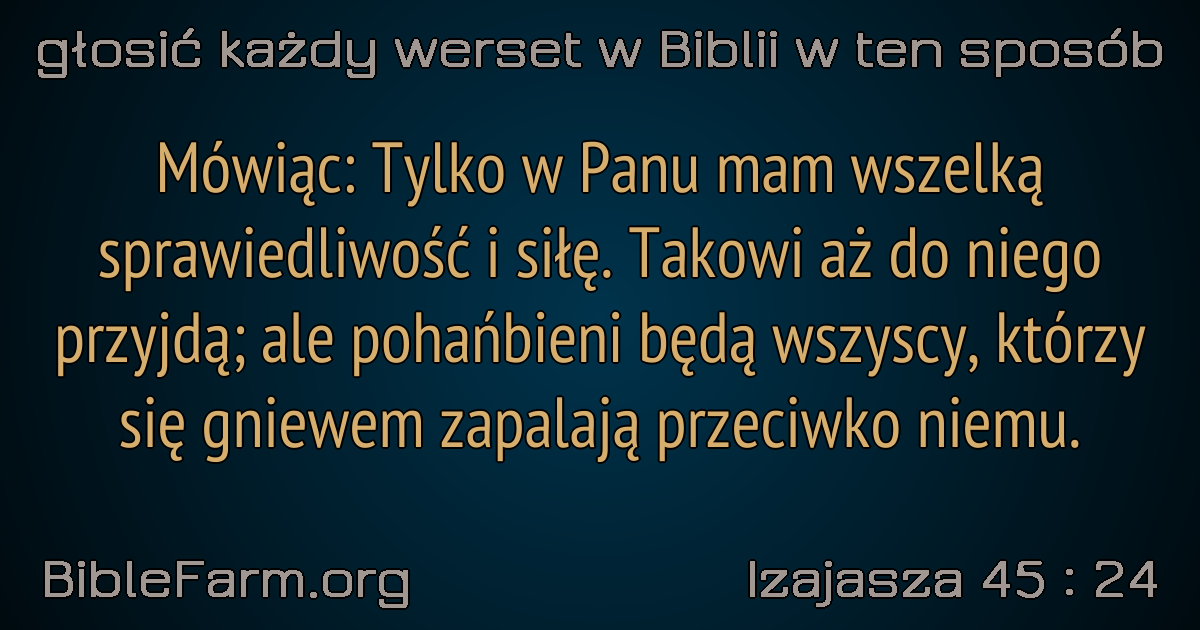 głosić każdy werset w Biblii w ten sposób
Mówiąc: Tylko w Panu mam wszelką
sprawiedliwość i siłę. Takowi aż do niego
przyjdą; ale pohańbieni będą wszyscy, którzy
się gniewem zapalają przeciwko niemu.
BibleFarm.org
Izajasza 45 : 24